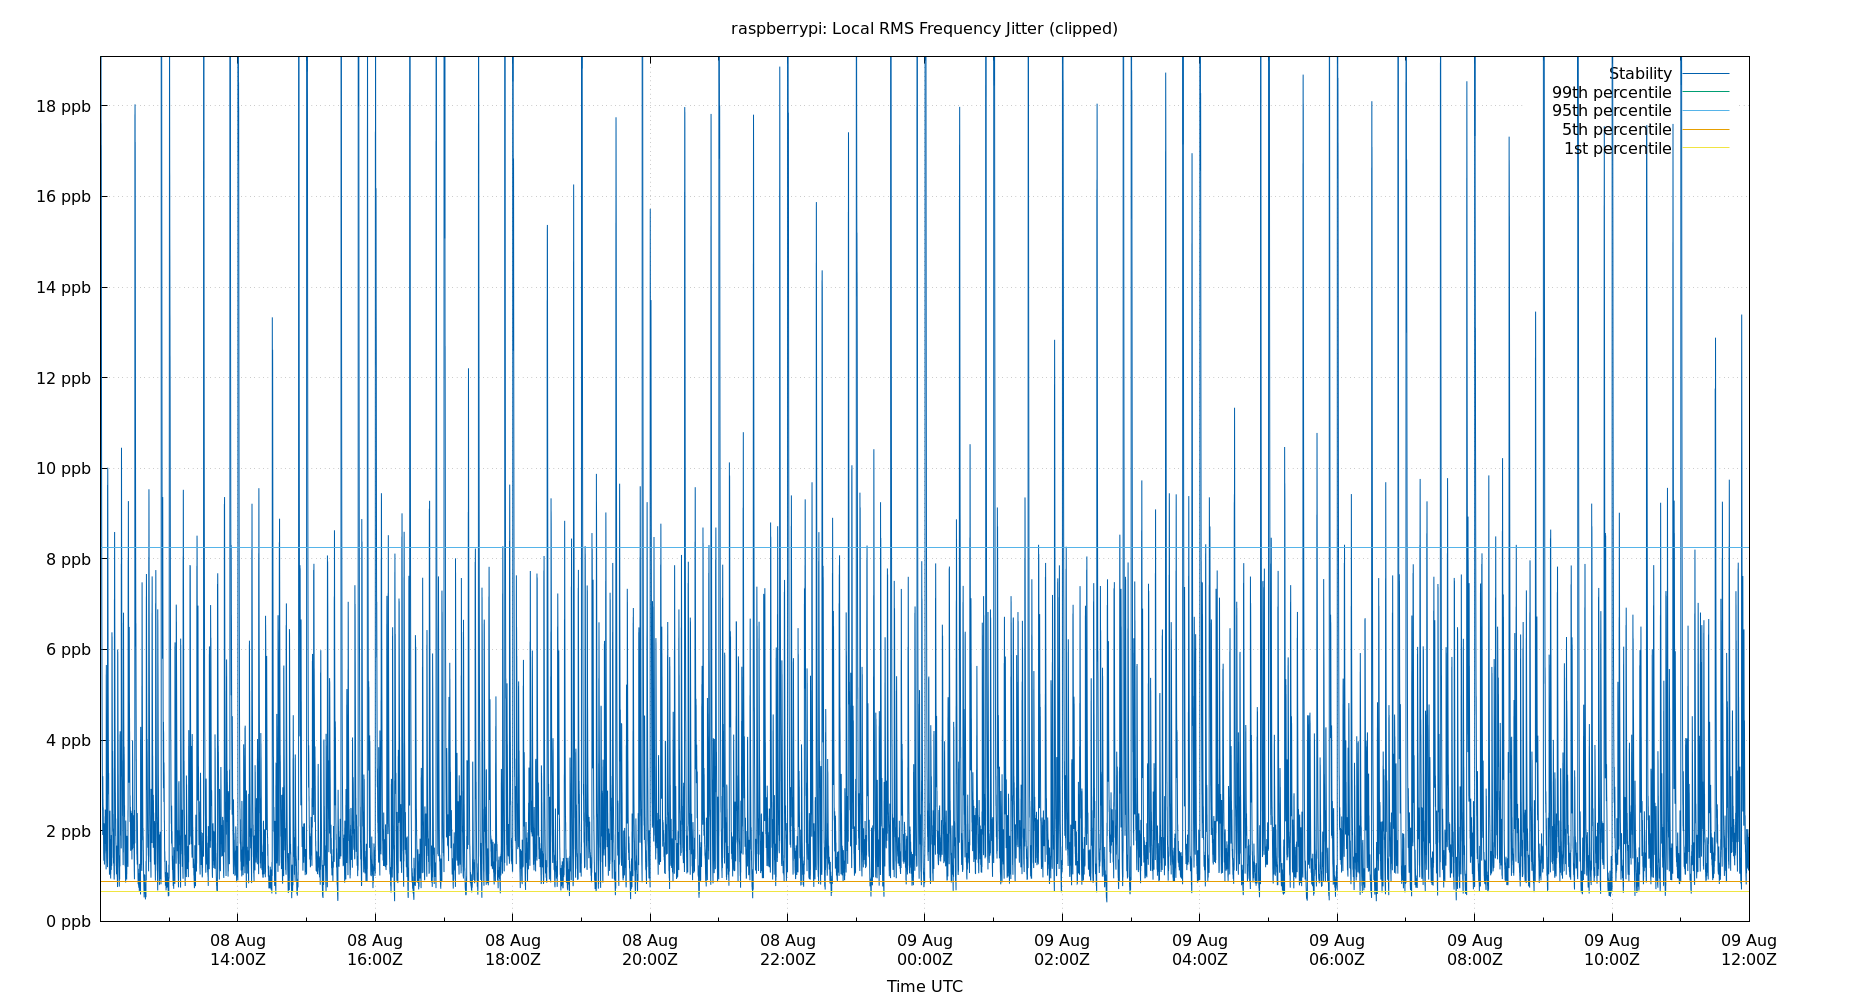 raspberrypi: Local RMS Frequency Jitter (clipped)
Stability
99th percentile
95th percentile
5th percentile
1st percentile
18 ppb
16 ppb
14 ppb
12 ppb
10 ppb
8 ppb
6 ppb
4 ppb
2 ppb
0 ppb
08 Aug 08 Aug 08 Aug 08 Aug 08 Aug 09 Aug 09 Aug 09 Aug 09 Aug 09 Aug 09 Aug 09 Aug
14:00Z 16:00Z 18:00Z 20:00Z 22:00Z 00:00Z 02:00Z 04:00Z 06:00Z 08:00Z 10:00Z 12:00Z
Time UTC